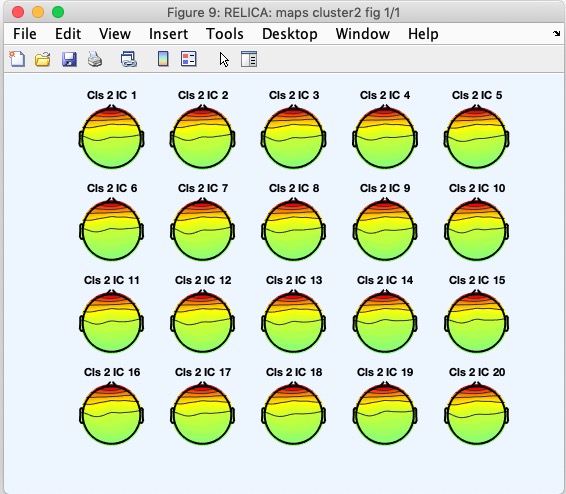 Figure 9: RELICA: maps cluster2 fig 1/1
File Edit View Insert Tools Desktop Window Help
Cls 2 IC 1 Cls 2 IC 2 Cls 2 IC 3 Cls 2 IC 4 Cls 2 IC 5
Cls 2 IC 6 Cls 2 IC 7 Cls 2 IC 8 Cls 2 IC 9 Cls 2 IC 10
Cls 2 IC 11 Cls 2 IC 12 Cls 2 IC 13 Cls 2 IC 14 Cls 2 IC 15
Cls 2 IC 16 Cls 2 IC 17 Cls 2 IC 18 Cls 2 IC 19 Cls 2 IC 20